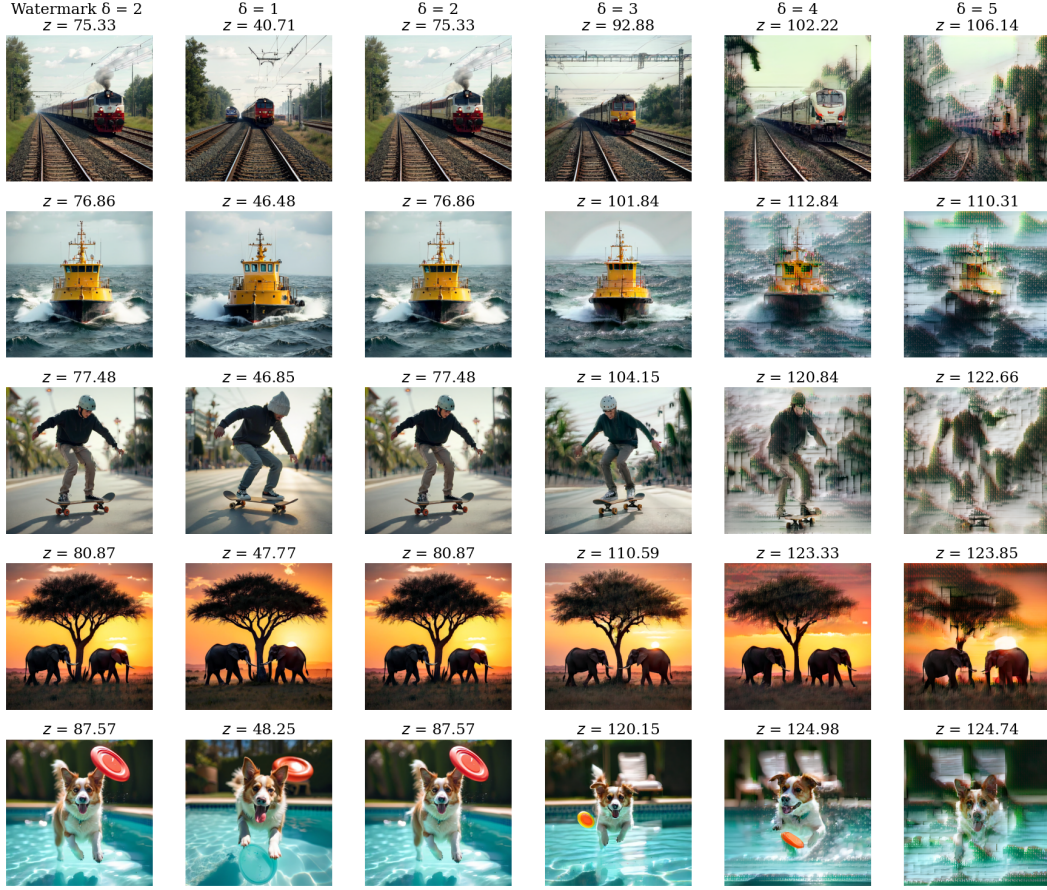 Watermark δ = 2 δ = 1 δ = 2 δ = 3 δ = 4 δ = 5
z = 75.33 z = 40.71 z = 75.33 z = 92.88 z = 102.22 z = 106.14
z = 76.86 z = 46.48 z = 76.86 z = 101.84 z = 112.84 z = 110.31
z = 77.48 z = 46.85 z = 77.48 z = 104.15 z = 120.84 z = 122.66
z = 80.87 z = 47.77 z = 80.87 z = 110.59 z = 123.33 z = 123.85
z = 87.57 z = 48.25 z = 87.57 z = 120.15 z = 124.98 z = 124.74